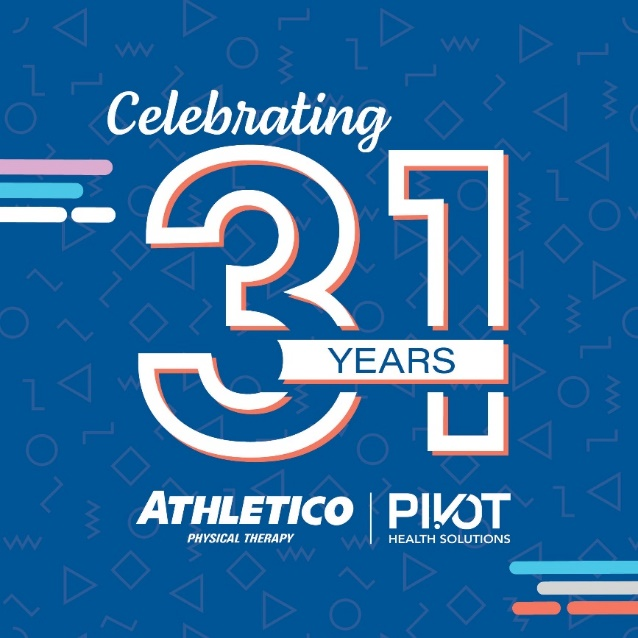 Celebrating
31
YEARS
ATHLETICO
PHYSICAL THERAPY
PIVOT
HEALTH SOLUTIONS